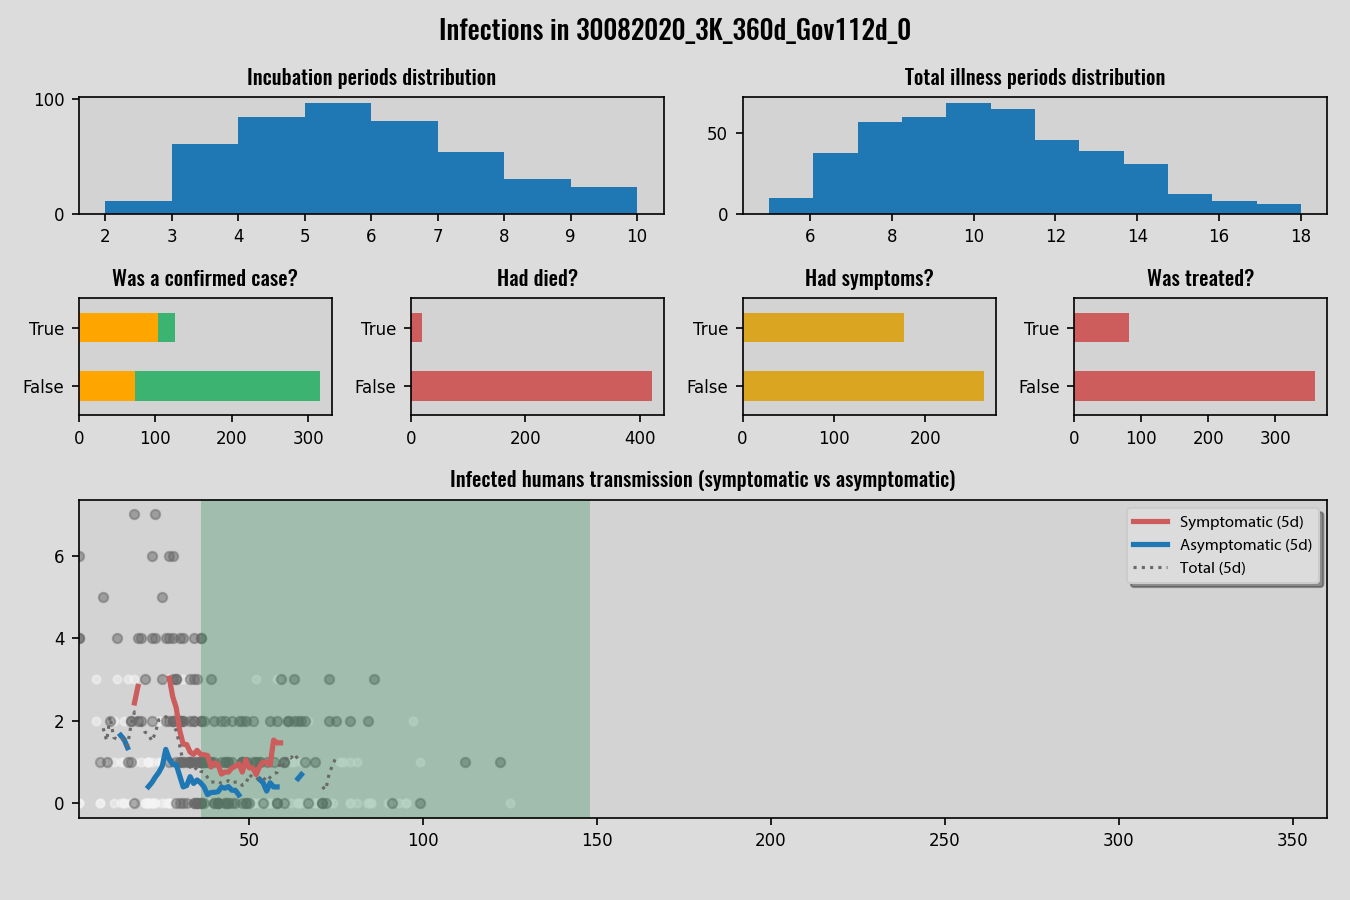 Infections in 30082020_3K_360d_Gov112d_0
Incubation periods distribution
Total illness periods distribution
100
0
2 3 4 5 6 7 8 9 10
50
0
6 8 10 12 14 16 18
Was a confirmed case?
Had died?
Had symptoms?
Was treated?
True
False
0 100 200 300
True
False
0 200 400
True
False
0 100 200
True
False
0 100 200 300
Infected humans transmission (symptomatic vs asymptomatic)
6
4
2
0
50 100 150 200 250 300 350
Symptomatic (5d)
Asymptomatic (5d)
Total (5d)